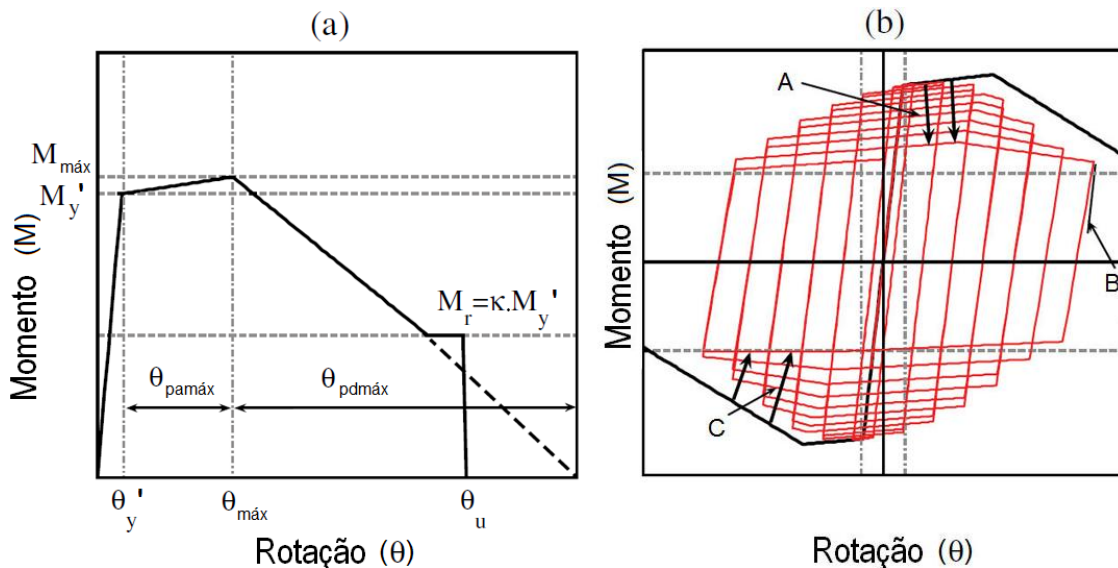 (a)
M máx
M y '
Momento (M)
M r =κ.M y '
θ pamáx
θ pdmáx
θ y '
θ máx
θ u
Rotação (θ)
(b)
A
B
C
Momento (M)
Rotação (θ)